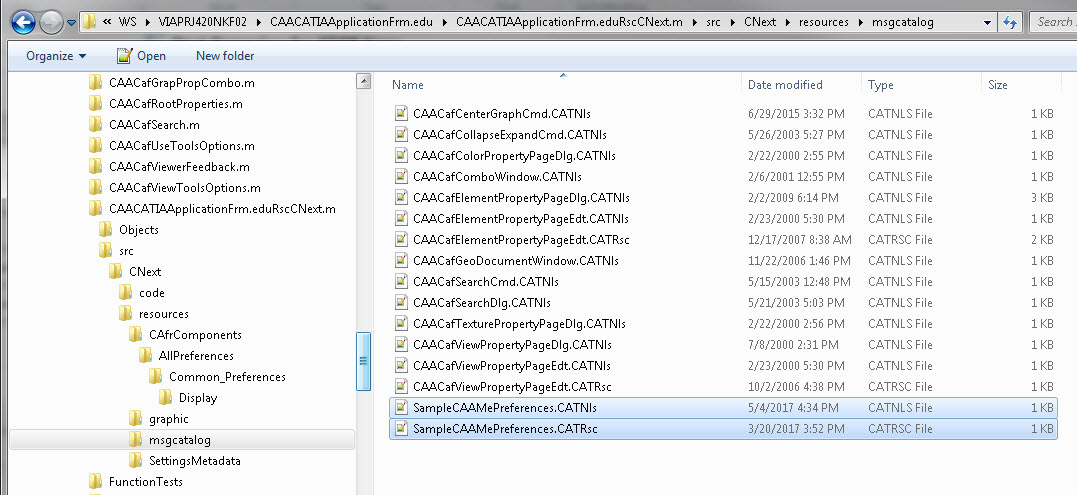 « WS ▸ VIAPRJ420NKF02 ▸ CAACATIAApplicationFrm.edu ▸ CAACATIAApplicationFrm.eduRscCNext.m ▸ src ▸ CNext ▸ resources ▸ msgcatalog ▸ Search
Organize Open New folder
CAACafGrapPropCombo.m
CAACafRootProperties.m
CAACafSearch.m
CAACafUseToolsOptions.m
CAACafViewerFeedback.m
CAACafViewToolsOptions.m
CAACATIAApplicationFrm.eduRscCNext.m
Objects
src
CNext
code
resources
CAfrComponents
AllPreferences
Common_Preferences
Display
graphic
msgcatalog
SettingsMetadata
FunctionTests
Name Date modified Type Size
CAACafCenterGraphCmd.CATNls 6/29/2015 3:32 PM CATNLS File 1 KB
CAACafCollapseExpandCmd.CATNls 5/26/2003 5:27 PM CATNLS File 1 KB
CAACafColorPropertyPageDlg.CATNls 2/22/2000 2:55 PM CATNLS File 1 KB
CAACafComboWindow.CATNls 2/6/2001 12:55 PM CATNLS File 1 KB
CAACafElementPropertyPageDlg.CATNls 2/2/2009 6:14 PM CATNLS File 3 KB
CAACafElementPropertyPageEdt.CATNls 2/23/2000 5:30 PM CATNLS File 1 KB
CAACafElementPropertyPageEdt.CATRsc 12/17/2007 8:38 AM CATRSC File 2 KB
CAACafGeoDocumentWindow.CATNls 11/22/2006 1:46 PM CATNLS File 1 KB
CAACafSearchCmd.CATNls 5/15/2003 12:48 PM CATNLS File 1 KB
CAACafSearchDlg.CATNls 5/21/2003 5:03 PM CATNLS File 1 KB
CAACafTexturePropertyPageDlg.CATNls 2/22/2000 2:56 PM CATNLS File 1 KB
CAACafViewPropertyPageDlg.CATNls 7/8/2000 2:31 PM CATNLS File 1 KB
CAACafViewPropertyPageEdt.CATNls 2/23/2000 5:30 PM CATNLS File 1 KB
CAACafViewPropertyPageEdt.CATRsc 10/2/2006 4:38 PM CATRSC File 1 KB
SampleCAAMePreferences.CATNls 5/4/2017 4:34 PM CATNLS File 1 KB
SampleCAAMePreferences.CATRsc 3/20/2017 3:52 PM CATRSC File 1 KB